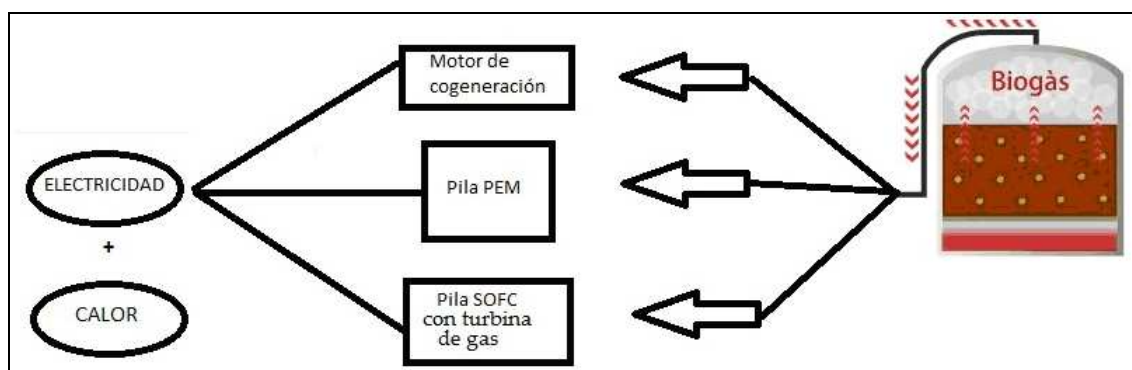 Motor de
cogeneración
Biogàs
ELECTRICIDAD
Pila PEM
+
CALOR
Pila SOFC
con turbina
de gas